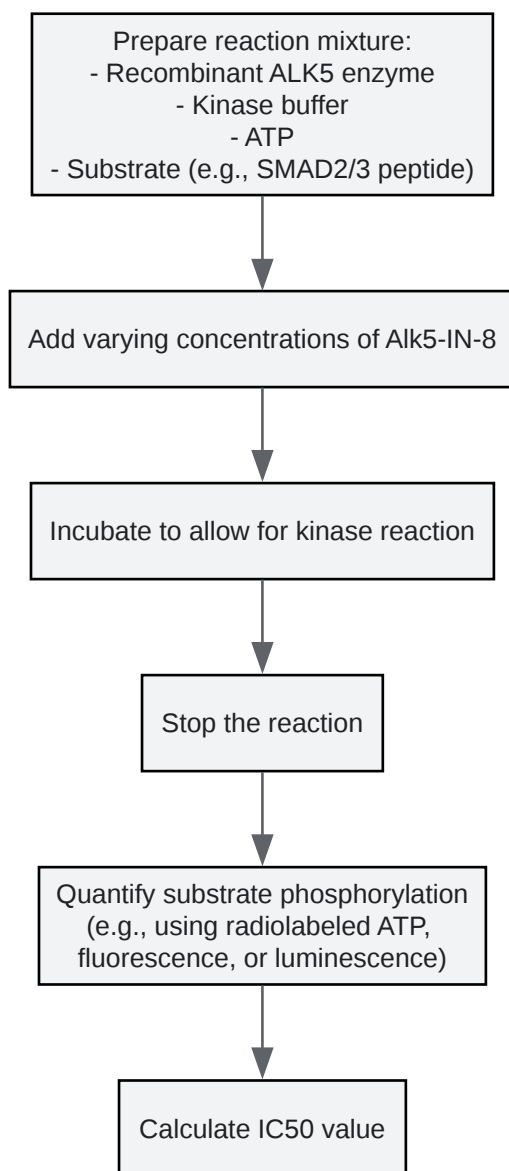 Prepare reaction mixture:
- Recombinant ALK5 enzyme
- Kinase buffer
- ATP
- Substrate (e.g., SMAD2/3 peptide)
Add varying concentrations of Alk5-IN-8
Incubate to allow for kinase reaction
Stop the reaction
Quantify substrate phosphorylation
(e.g., using radiolabeled ATP,
fluorescence, or luminescence)
Calculate IC50 value